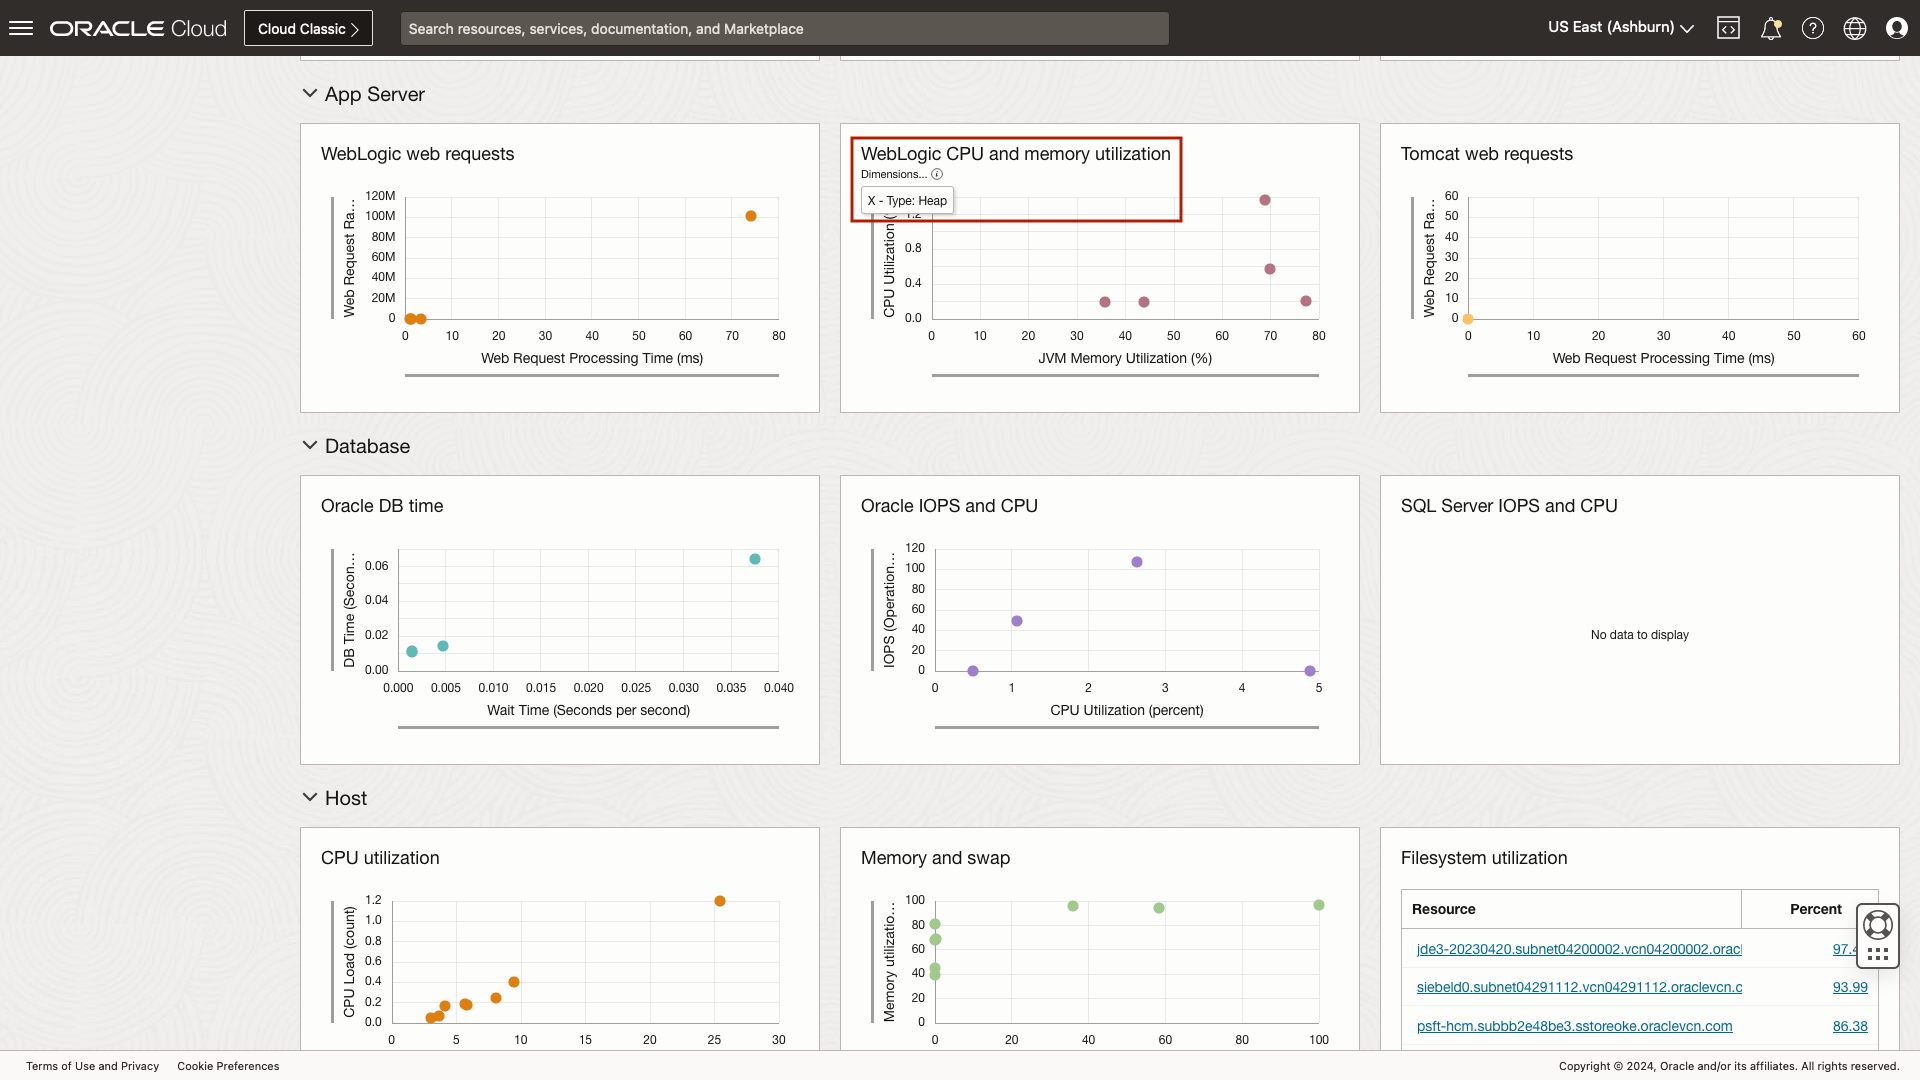 ORACLE Cloud
Cloud Classic
Search resources, services, documentation, and Marketplace
US East (Ashburn)
App Server
WebLogic web requests
Web Request Ra...
120M
100M
80M
60M
40M
20M
0
0 10 20 30 40 50 60 70 80
Web Request Processing Time (ms)
WebLogic CPU and memory utilization
Dimensions...
X - Type: Heap
CPU Utilization
1.2
0.8
0.4
0.0
0 10 20 30 40 50 60 70 80
JVM Memory Utilization (%)
Tomcat web requests
Web Request Ra...
60
50
40
30
20
10
0
0 10 20 30 40 50 60
Web Request Processing Time (ms)
Database
Oracle DB time
DB Time (Secon...
0.06
0.04
0.02
0.00
0.000 0.005 0.010 0.015 0.020 0.025 0.030 0.035 0.040
Wait Time (Seconds per second)
Oracle IOPS and CPU
IOPS (Operation...
120
100
80
60
40
20
0
0 1 2 3 4 5
CPU Utilization (percent)
SQL Server IOPS and CPU
No data to display
Host
CPU utilization
CPU Load (count)
1.2
1.0
0.8
0.6
0.4
0.2
0.0
0 5 10 15 20 25 30
Memory and swap
Memory utilizatio...
100
80
60
40
20
0
0 20 40 60 80 100
Filesystem utilization
Resource Percent
jde3-20230420.subnet04200002.vcn04200002.oracl 97.4
siebeld0.subnet04291112.vcn04291112.oraclevcn.c 93.99
psft-hcm.subbb2e48be3.sstoreoke.oraclevcn.com 86.38
Terms of Use and Privacy Cookie Preferences
Copyright © 2024, Oracle and/or its affiliates. All rights reserved.